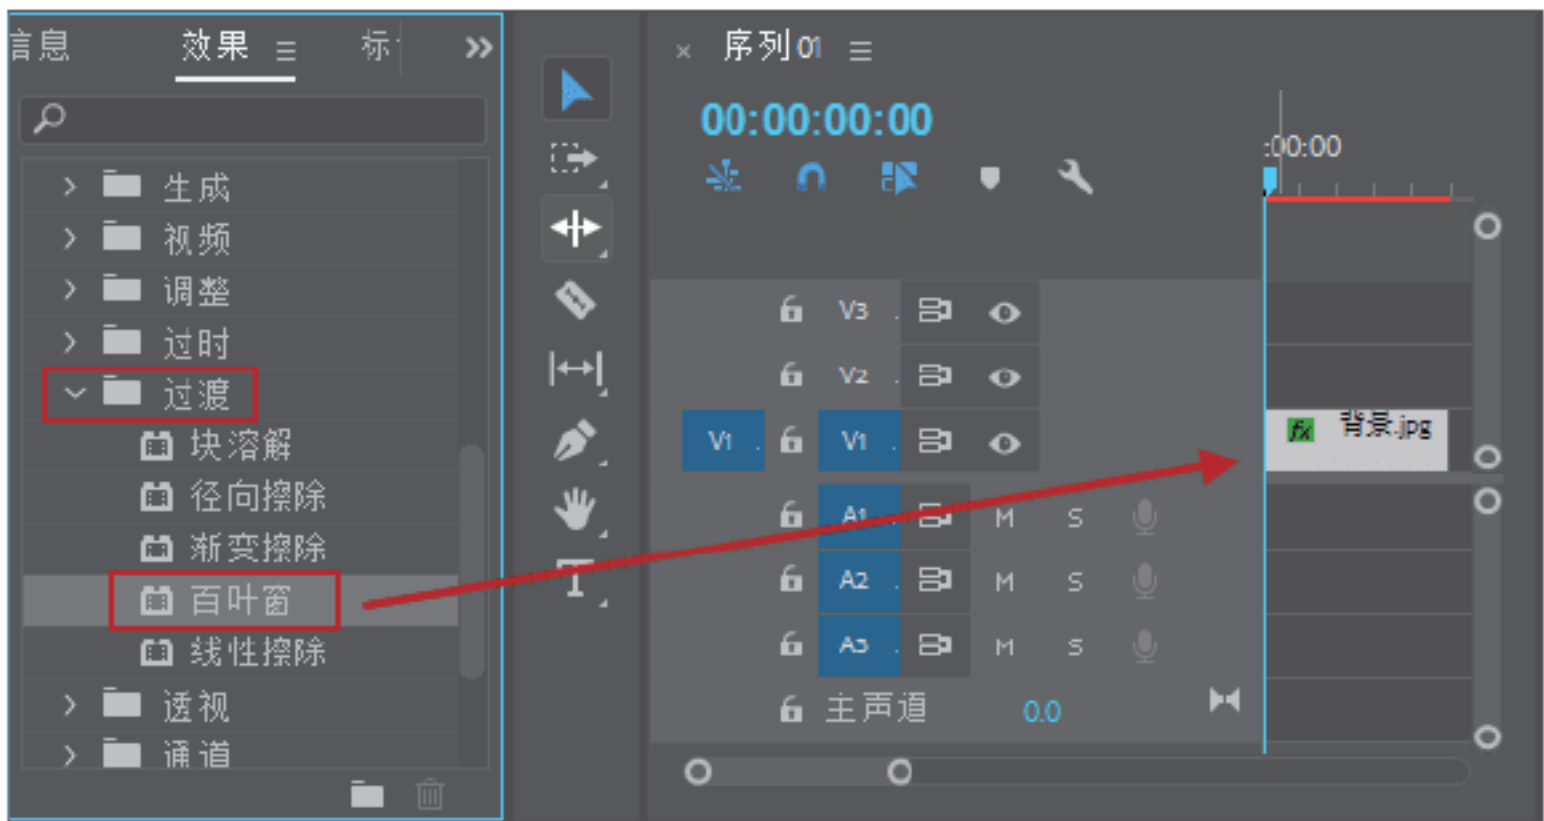 信息 效果 标
生成
视频
调整
过时
过渡
块溶解
径向擦除
渐变擦除
百叶窗
线性擦除
透视
通道
T
× 序列 01
00:00:00:00
:00:00
V3
V2
V1 V1
fx 背景.jpg
A1 M S
A2 M S
A3 M S
主声道 0.0